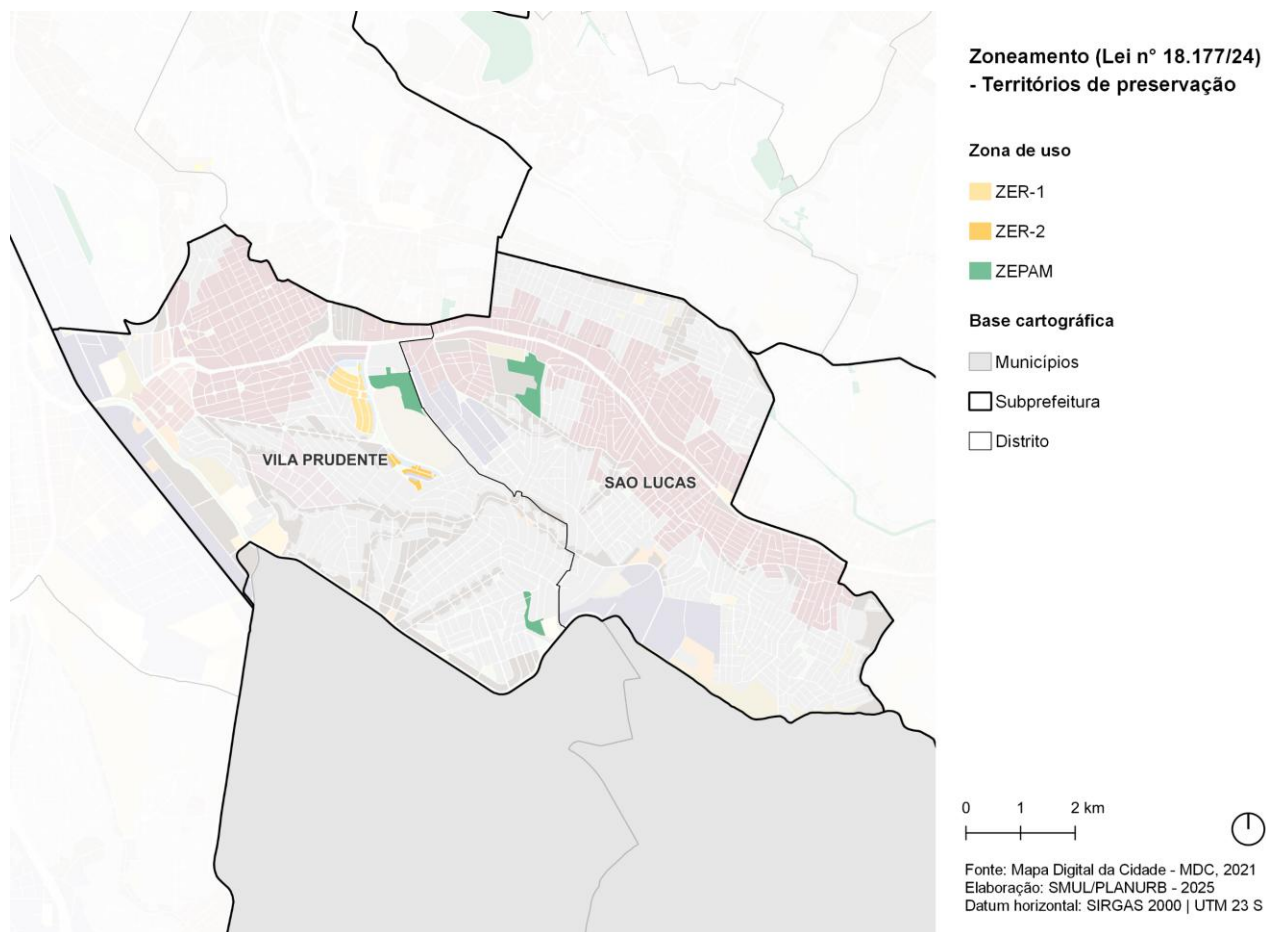 Zoneamento (Lei n° 18.177/24)
- Territórios de preservação
Zona de uso
ZER-1
ZER-2
ZEPAM
Base cartográfica
Municípios
Subprefeitura
Distrito
VILA PRUDENTE
SAO LUCAS
0 1 2 km
Fonte: Mapa Digital da Cidade - MDC, 2021
Elaboração: SMUL/PLANURB - 2025
Datum horizontal: SIRGAS 2000 | UTM 23 S